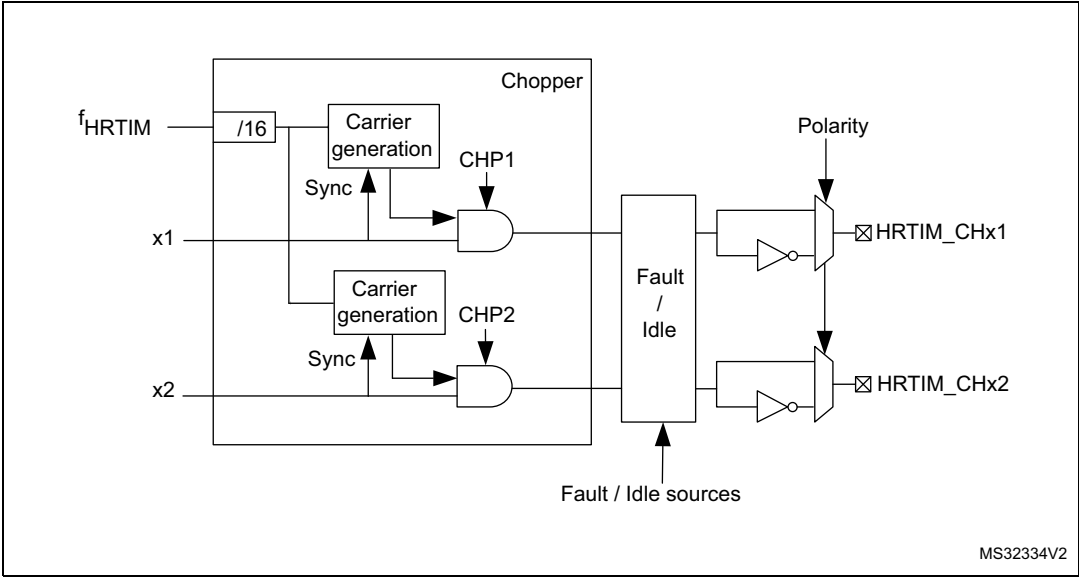 Chopper
fHRTIM
/16
Carrier
generation
Polarity
CHP1
Sync
x1
HRTIM_CHx1
Carrier
generation
Fault
/
Idle
CHP2
Sync
x2
HRTIM_CHx2
Fault / Idle sources
MS32334V2